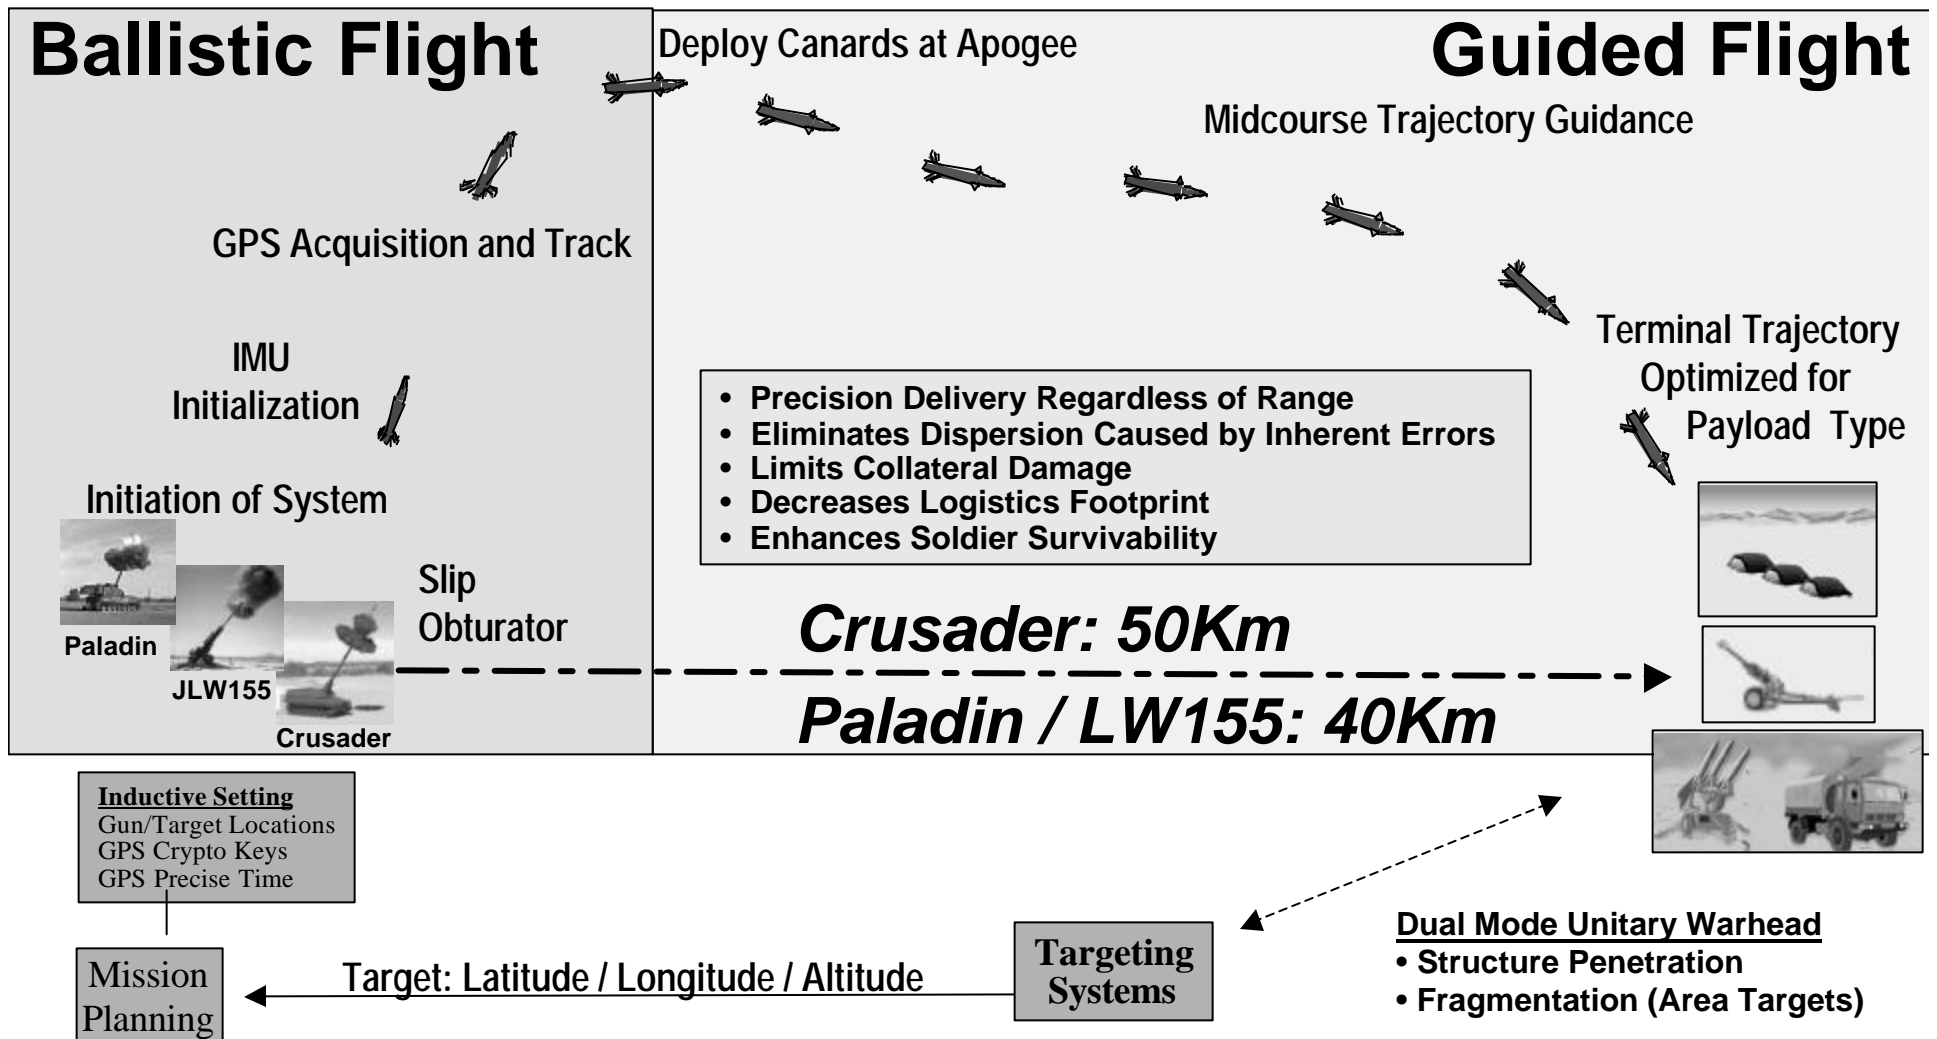 Ballistic Flight
Deploy Canards at Apogee
Guided Flight
Midcourse Trajectory Guidance
GPS Acquisition and Track
IMU
Initialization
Terminal Trajectory
Optimized for
Payload Type
• Precision Delivery Regardless of Range
• Eliminates Dispersion Caused by Inherent Errors
• Limits Collateral Damage
• Decreases Logistics Footprint
• Enhances Soldier Survivability
Initiation of System
Slip
Obturator
Paladin
JLW155
Crusader
Crusader: 50Km
Paladin / LW155: 40Km
Inductive Setting
Gun/Target Locations
GPS Crypto Keys
GPS Precise Time
Mission
Planning
Target: Latitude / Longitude / Altitude
Targeting
Systems
Dual Mode Unitary Warhead
• Structure Penetration
• Fragmentation (Area Targets)